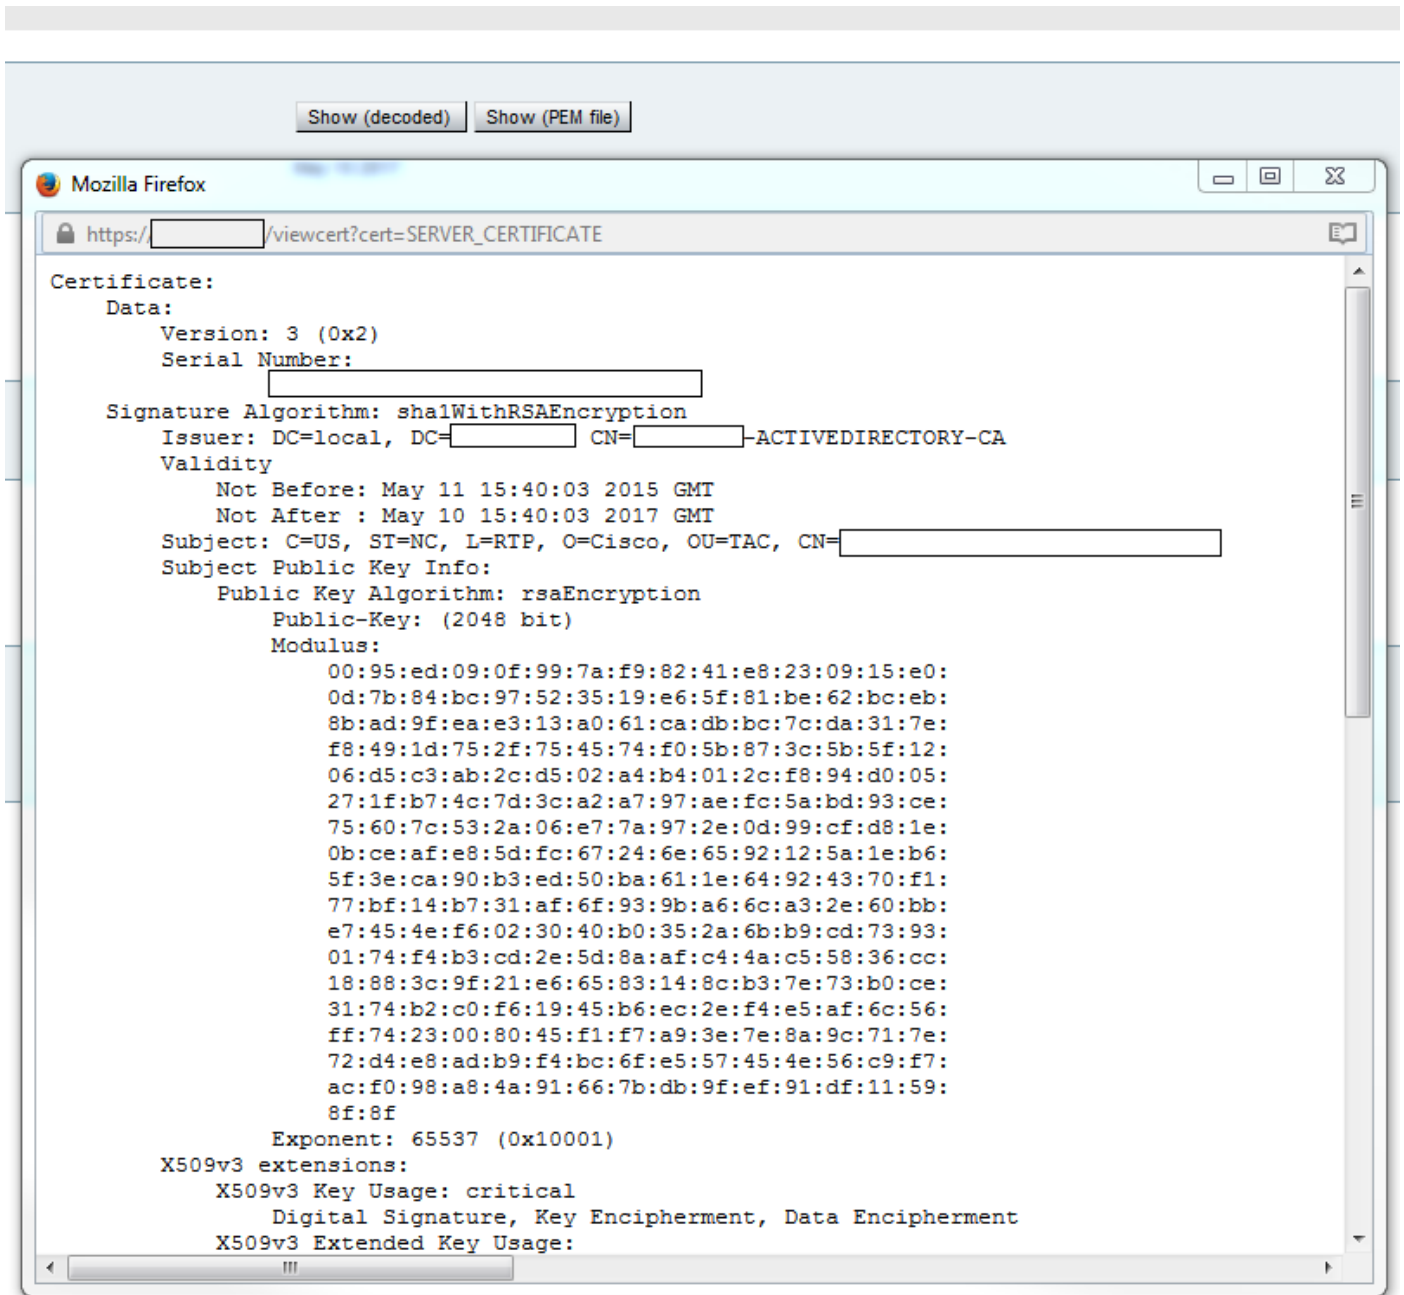 Show (decoded) Show (PEM file)
Mozilla Firefox
https:/ /viewcert?cert=SERVER_CERTIFICATE
Certificate:
Data:
Version: 3 (0x2)
Serial Number:
Signature Algorithm: sha1WithRSAEncryption
Issuer: DC=local, DC= CN= -ACTIVEDIRECTORY-CA
Validity
Not Before: May 11 15:40:03 2015 GMT
Not After : May 10 15:40:03 2017 GMT
Subject: C=US, ST=NC, L=RTP, O=Cisco, OU=TAC, CN=
Subject Public Key Info:
Public Key Algorithm: rsaEncryption
Public-Key: (2048 bit)
Modulus:
00:95:ed:09:0f:99:7a:f9:82:41:e8:23:09:15:e0:
0d:7b:84:bc:97:52:35:19:e6:5f:81:be:62:bc:eb:
8b:ad:9f:ea:e3:13:a0:61:ca:db:bc:7c:da:31:7e:
f8:49:1d:75:2f:75:45:74:f0:5b:87:3c:5b:5f:12:
06:d5:c3:ab:2c:d5:02:a4:b4:01:2c:f8:94:d0:05:
27:1f:b7:4c:7d:3c:a2:a7:97:ae:fc:5a:bd:93:ce:
75:60:7c:53:2a:06:e7:7a:97:2e:0d:99:cf:d8:1e:
0b:ce:af:e8:5d:fc:67:24:6e:65:92:12:5a:1e:b6:
5f:3e:ca:90:b3:ed:50:ba:61:1e:64:92:43:70:f1:
77:bf:14:b7:31:af:6f:93:9b:a6:6c:a3:2e:60:bb:
e7:45:4e:f6:02:30:40:b0:35:2a:6b:b9:cd:73:93:
01:74:f4:b3:cd:2e:5d:8a:af:c4:4a:c5:58:36:cc:
18:88:3c:9f:21:e6:65:83:14:8c:b3:7e:73:b0:ce:
31:74:b2:c0:f6:19:45:b6:ec:2e:f4:e5:af:6c:56:
ff:74:23:00:80:45:f1:f7:a9:3e:7e:8a:9c:71:7e:
72:d4:e8:ad:b9:f4:bc:6f:e5:57:45:4e:56:c9:f7:
ac:f0:98:a8:4a:91:66:7b:db:9f:ef:91:df:11:59:
8f:8f
Exponent: 65537 (0x10001)
X509v3 extensions:
X509v3 Key Usage: critical
Digital Signature, Key Encipherment, Data Encipherment
X509v3 Extended Key Usage: